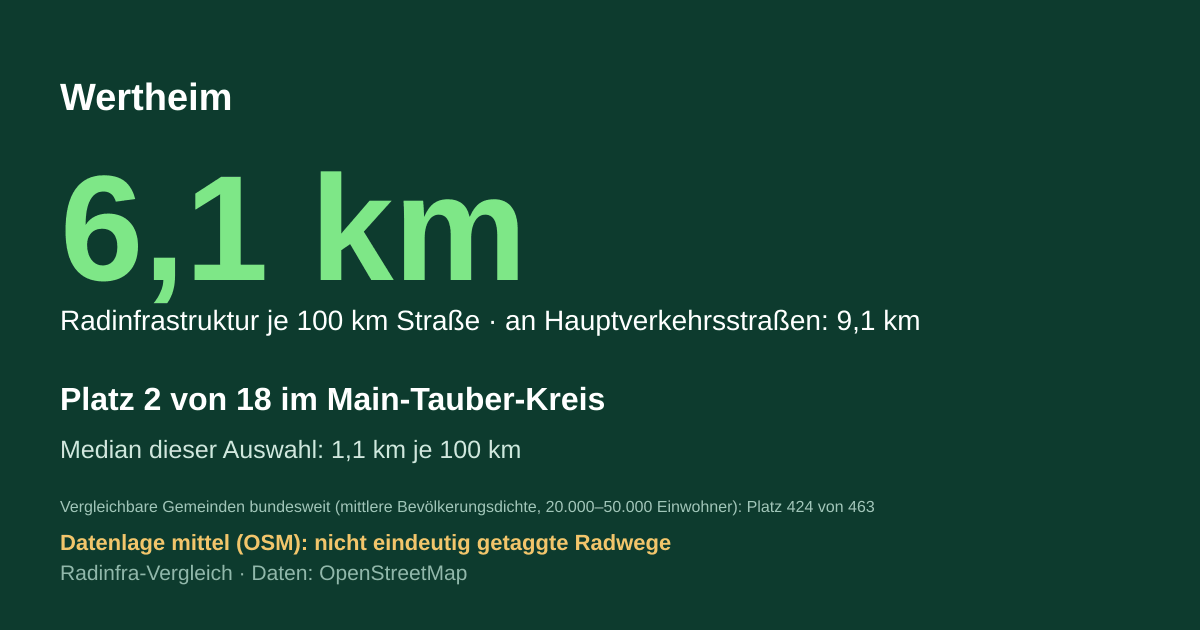 Wertheim
6,1 km
Radinfrastruktur je 100 km Straße · an Hauptverkehrsstraßen: 9,1 km
Platz 2 von 18 im Main-Tauber-Kreis
Median dieser Auswahl: 1,1 km je 100 km
Vergleichbare Gemeinden bundesweit (mittlere Bevölkerungsdichte, 20.000–50.000 Einwohner): Platz 424 von 463
Datenlage mittel (OSM): nicht eindeutig getaggte Radwege
Radinfra-Vergleich · Daten: OpenStreetMap